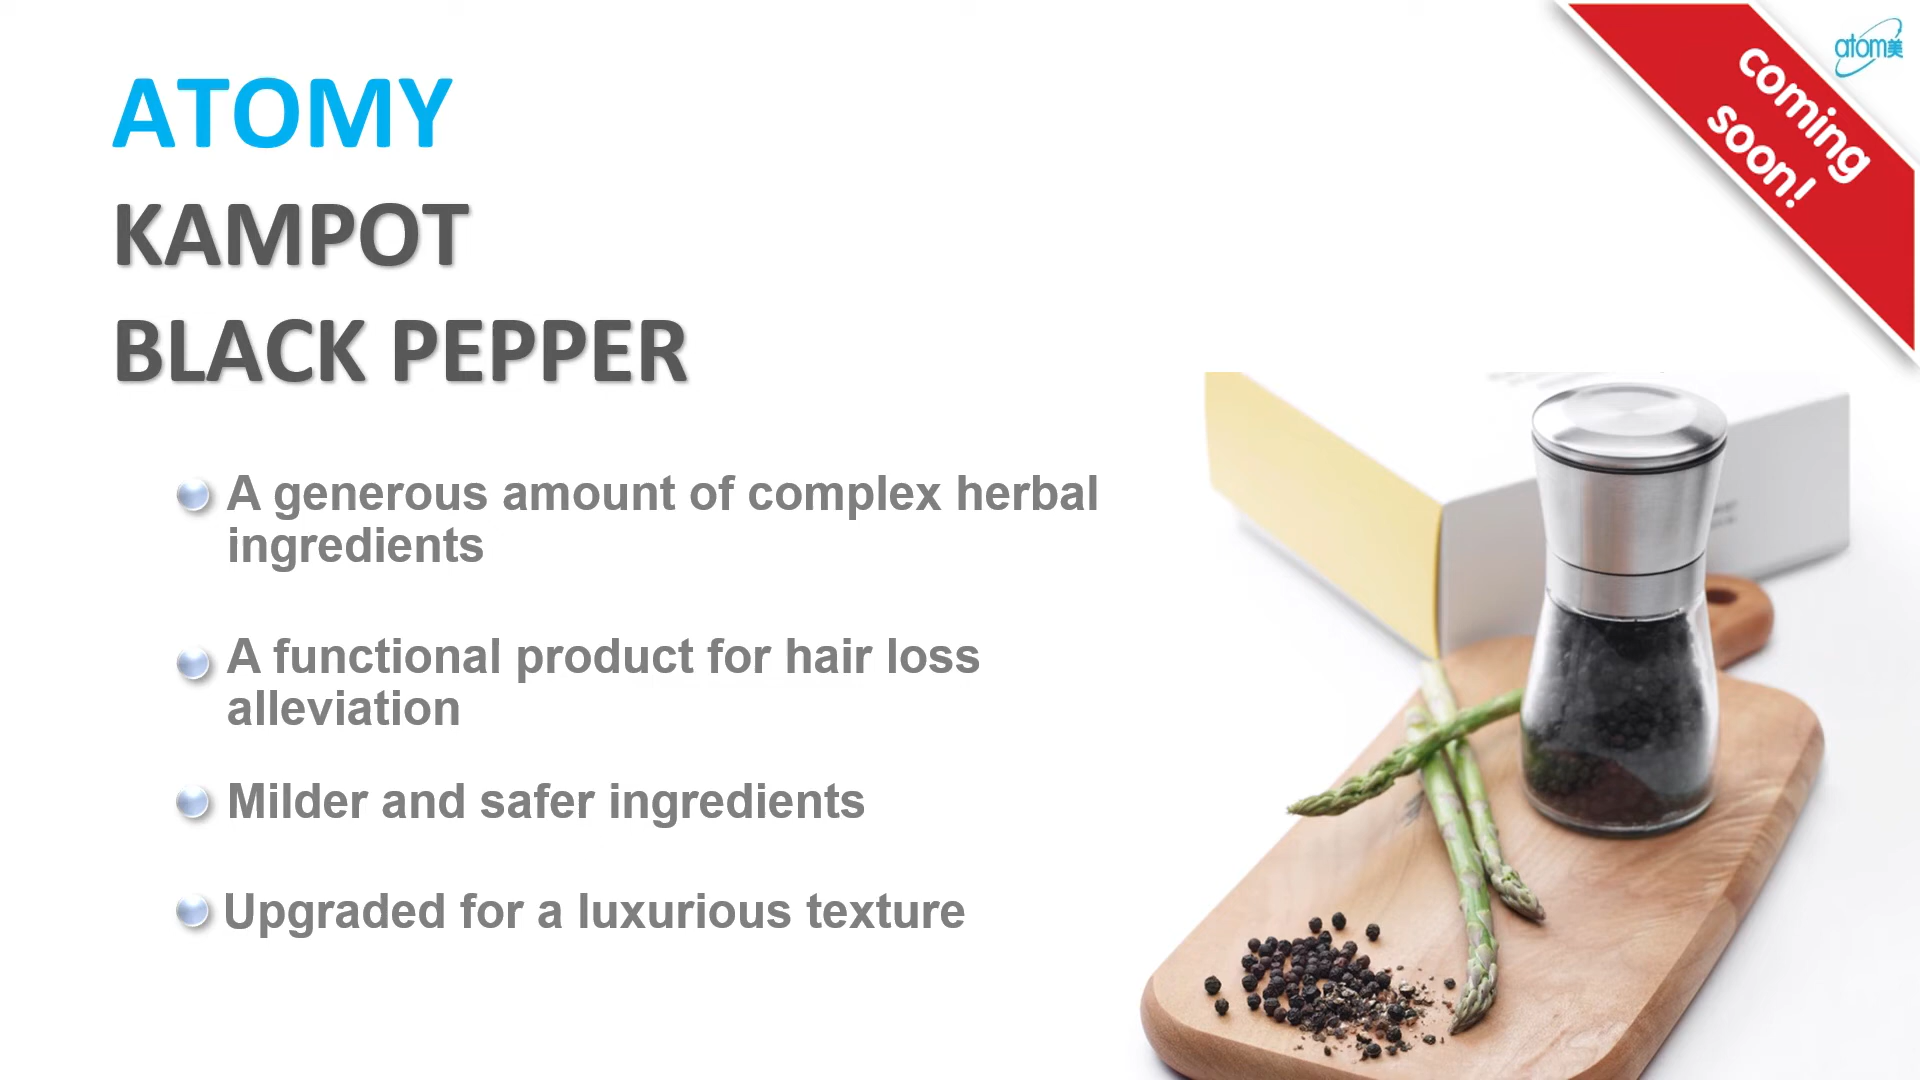 ATOMY
KAMPOT
BLACK PEPPER
A generous amount of complex herbal
ingredients
A functional product for hair loss
alleviation
Milder and safer ingredients
Upgraded for a luxurious texture
coming
soon!
atom美